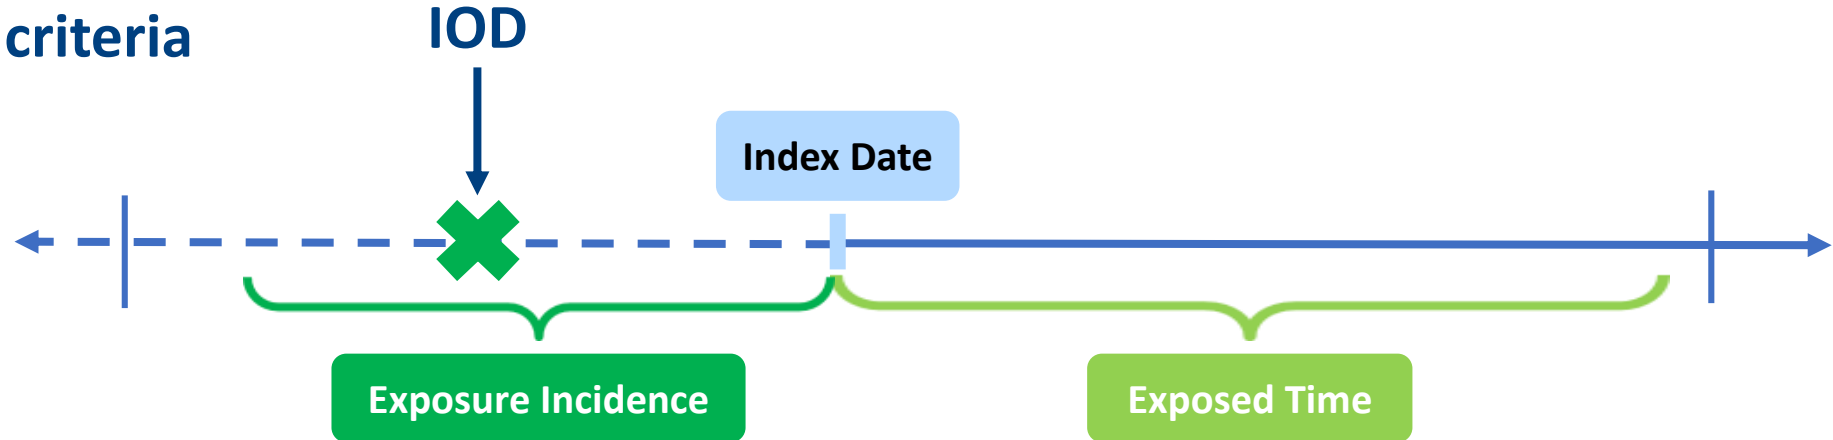 criteria
IOD
Index Date
Exposure Incidence
Exposed Time